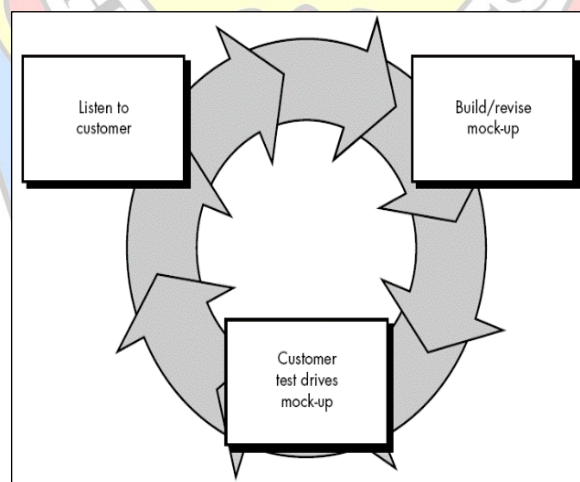 Listen to
customer
Build/revise
mock-up
Customer
test drives
mock-up